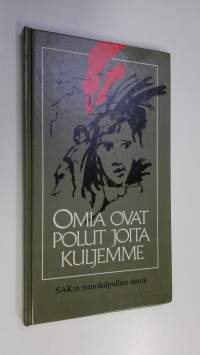 OMIA OVAT
POLUT JOITA
KULJEMME
SAK:n runokilpailun satoa